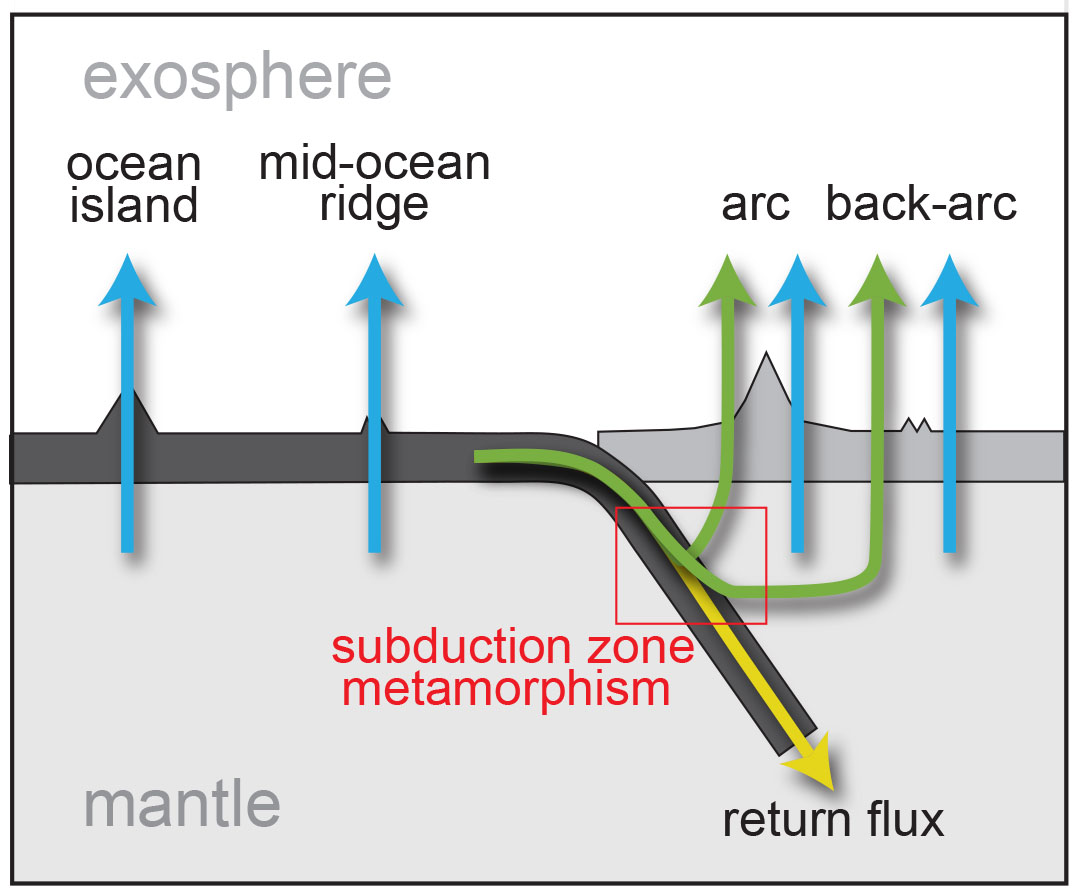 exosphere
ocean
island
mid-ocean
ridge
arc
back-arc
subduction zone
metamorphism
mantle
return flux